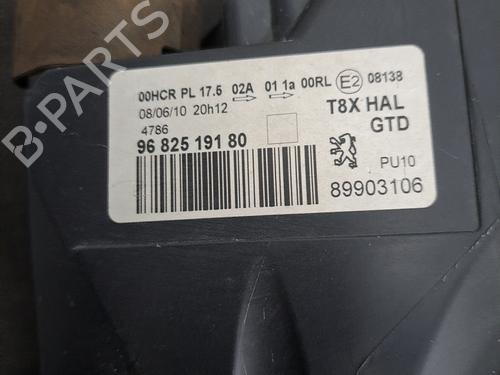 B-PARTS
00HCR PL 17.5 02A 01 1a 00RL E2 08138
08/06/10 20h12
4786
96 825 191 80
T8X HAL
GTD
PU10
89903106